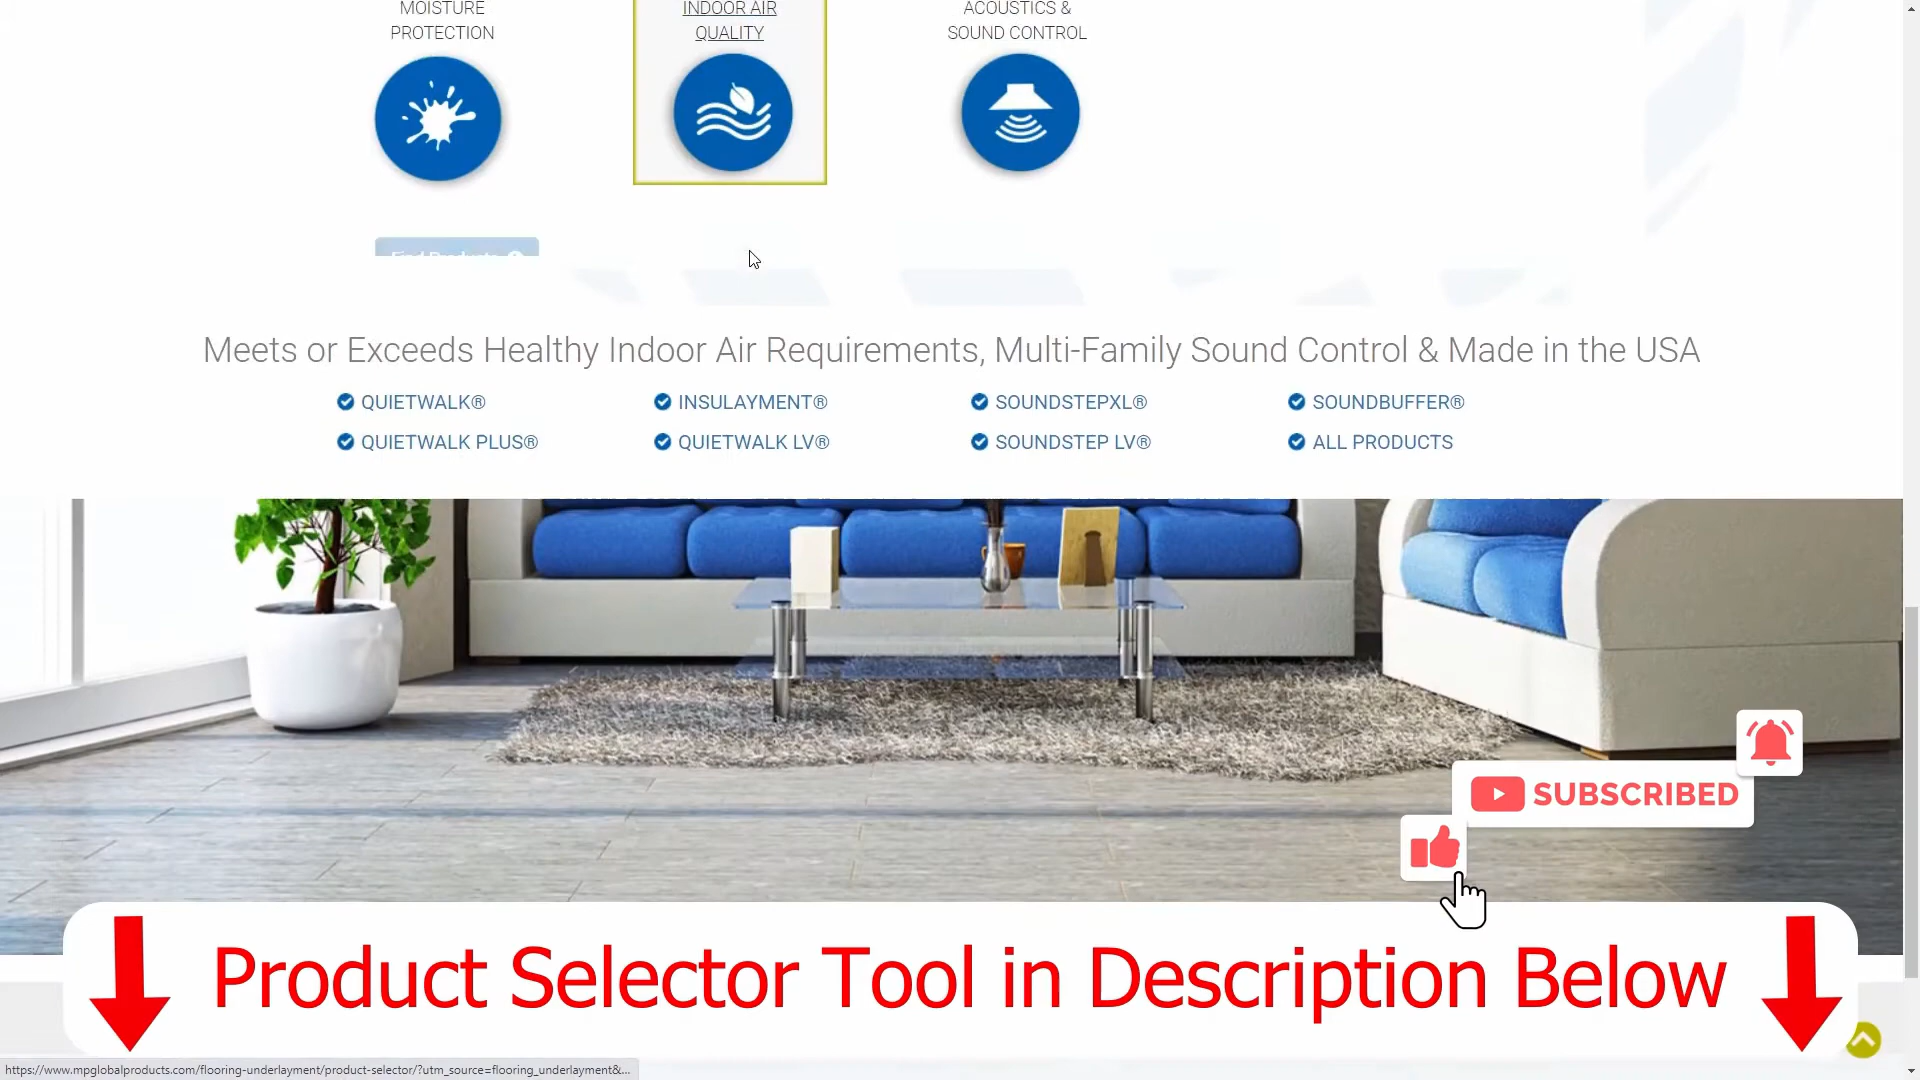 MOISTURE
PROTECTION
INDOOR AIR
QUALITY
ACOUSTICS &
SOUND CONTROL
Find Products
Meets or Exceeds Healthy Indoor Air Requirements, Multi-Family Sound Control & Made in the USA
QUIETWALK®
INSULAYMENT®
SOUNDSTEPXL®
SOUNDBUFFER®
QUIETWALK PLUS®
QUIETWALK LV®
SOUNDSTEP LV®
ALL PRODUCTS
SUBSCRIBED
Product Selector Tool in Description Below
https://www.mpglobalproducts.com/flooring-underlayment/product-selector/?utm_source=flooring_underlayment&...